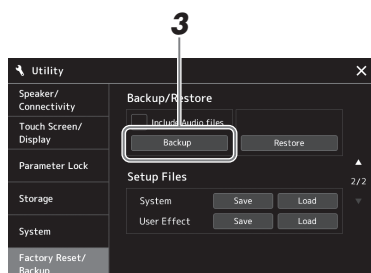 3
Utility
Speaker/
Connectivity
Touch Screen/
Display
Parameter Lock
Storage
System
Factory Reset/
Backup
Backup/Restore
Include Audio files
Backup
Restore
Setup Files
System
Save
Load
User Effect
Save
Load
2/2